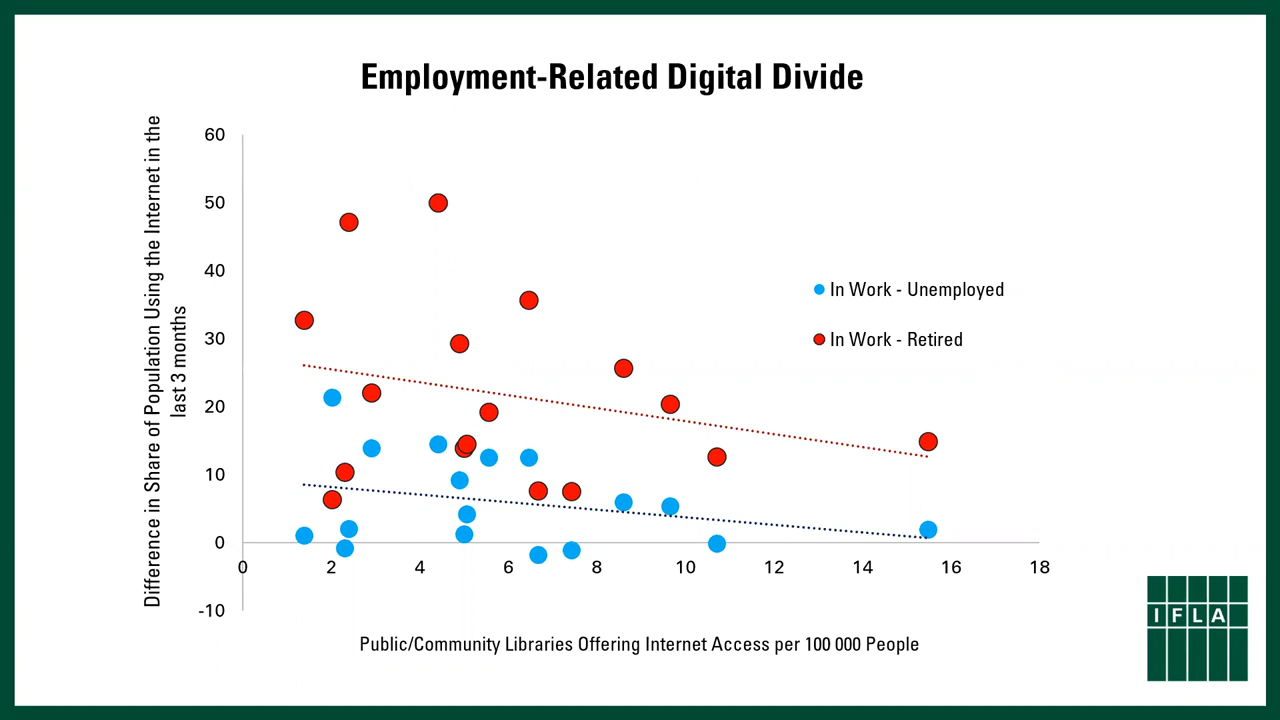 Employment-Related Digital Divide
Difference in Share of Population Using the Internet in the
last 3 months
60
50
40
30
20
10
0
-10
0 2 4 6 8 10 12 14 16 18
In Work - Unemployed
In Work - Retired
Public/Community Libraries Offering Internet Access per 100 000 People
IFLA